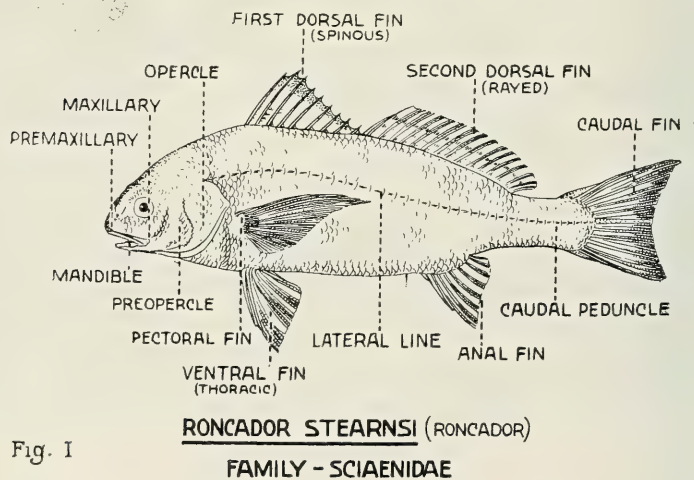 FIRST DORSAL FIN
(SPINOUS)
OPERCLE
SECOND DORSAL FIN
(RAYED)
MAXILLARY
CAUDAL FIN
PREMAXILLARY
MANDIBLE
PREOPERCLE
CAUDAL PEDUNCLE
PECTORAL FIN
LATERAL LINE
ANAL FIN
VENTRAL FIN
(THORACIC)
RONCADOR STEARNSI (RONCADOR)
Fig. I
FAMILY - SCIAENIDAE